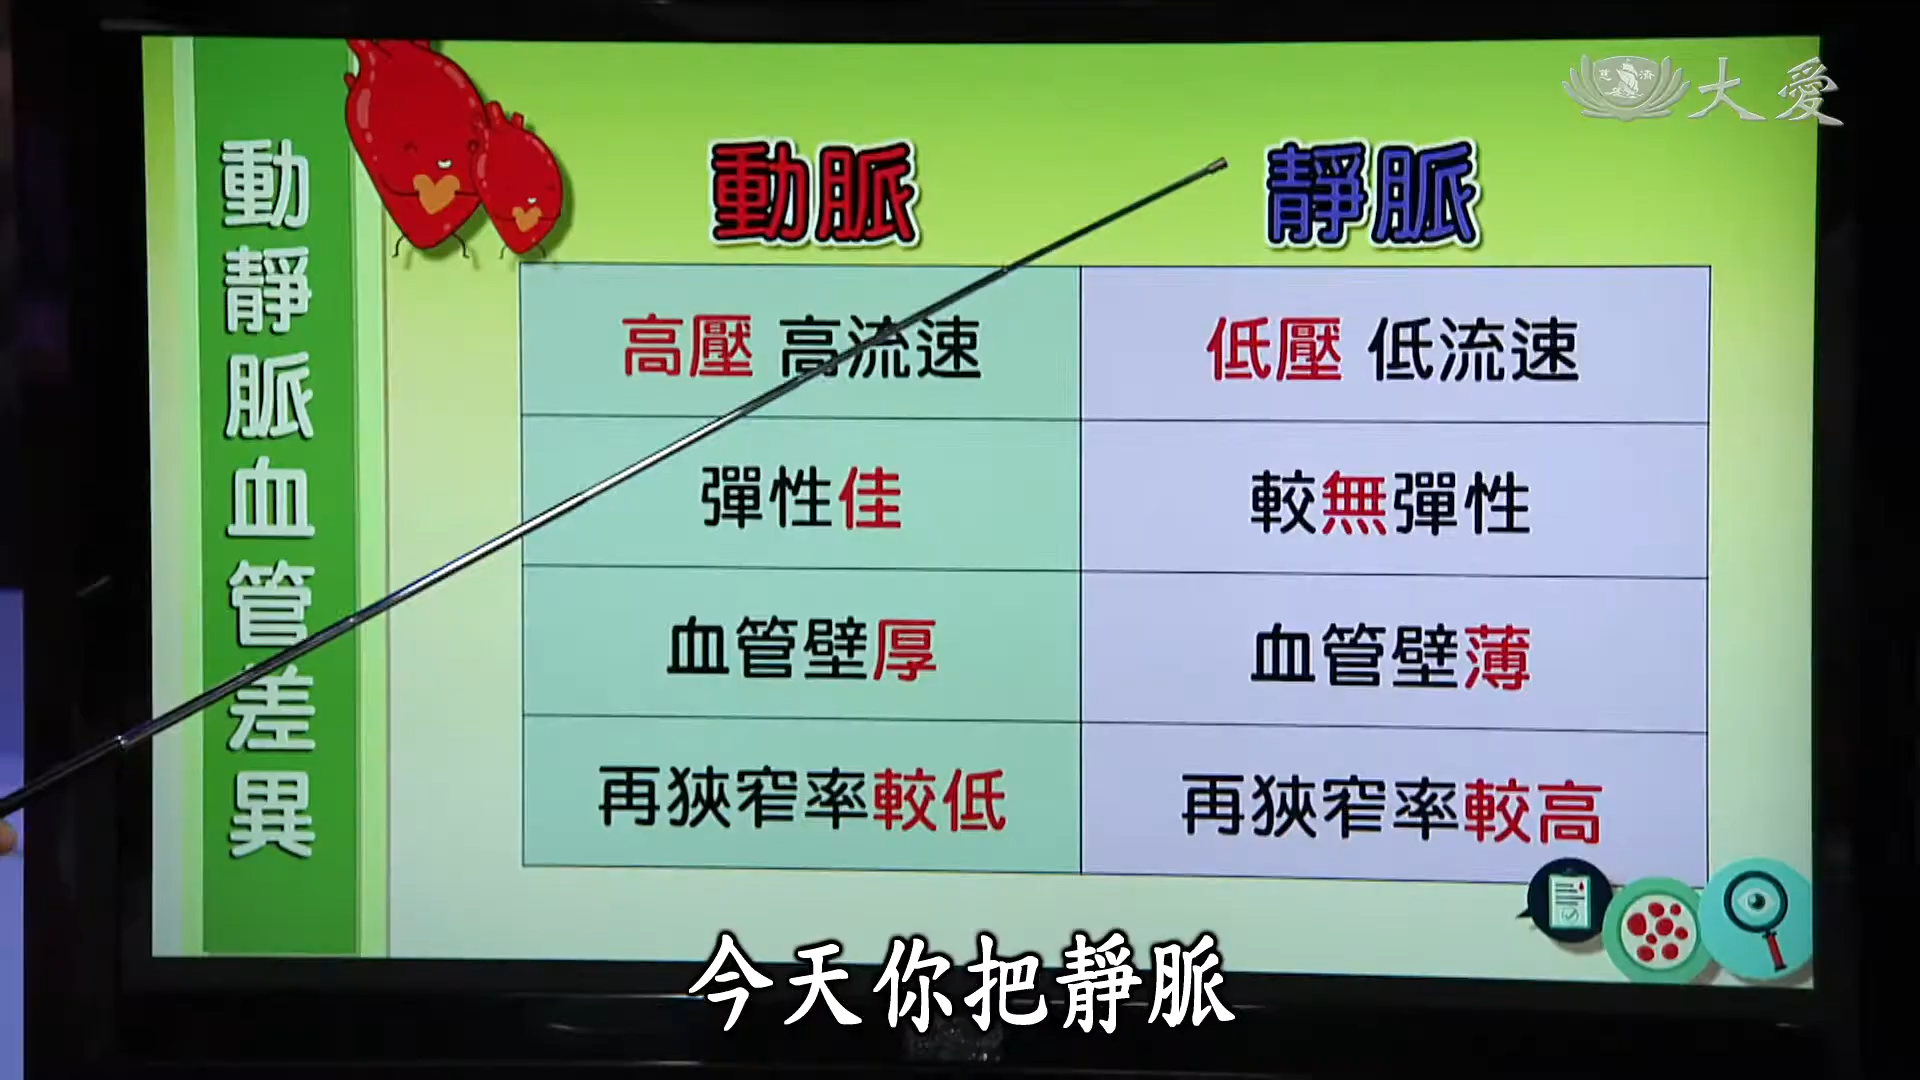 慈濟
大愛
動靜脈血管差異
動脈
靜脈
高壓 高流速
低壓 低流速
彈性佳
較無彈性
血管壁厚
血管壁薄
再狹窄率較低
再狹窄率較高
今天你把靜脈